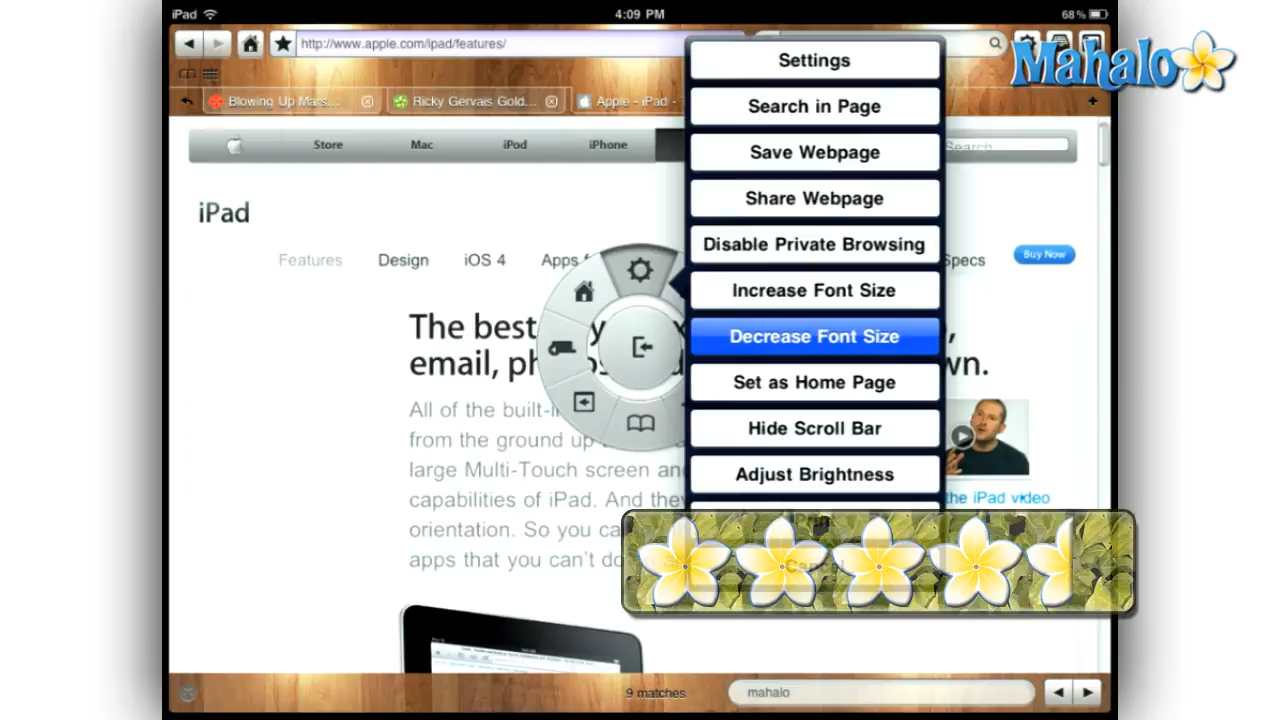 iPad
4:09 PM
68%
http://www.apple.com/ipad/features/
Mahalo
Blowing Up Mars...
Ricky Gervais Gold...
Apple - iPad -
Store
Mac
iPod
iPhone
Search
iPad
Features
Design
iOS 4
Apps f
Specs
Buy Now
The best
email, ph
wn.
All of the built-i
from the ground up
large Multi-Touch screen and
capabilities of iPad. And they
orientation. So you ca
apps that you can't do
the iPad video
Settings
Search in Page
Save Webpage
Share Webpage
Disable Private Browsing
Increase Font Size
Decrease Font Size
Set as Home Page
Hide Scroll Bar
Adjust Brightness
Cancel
9 matches
mahalo